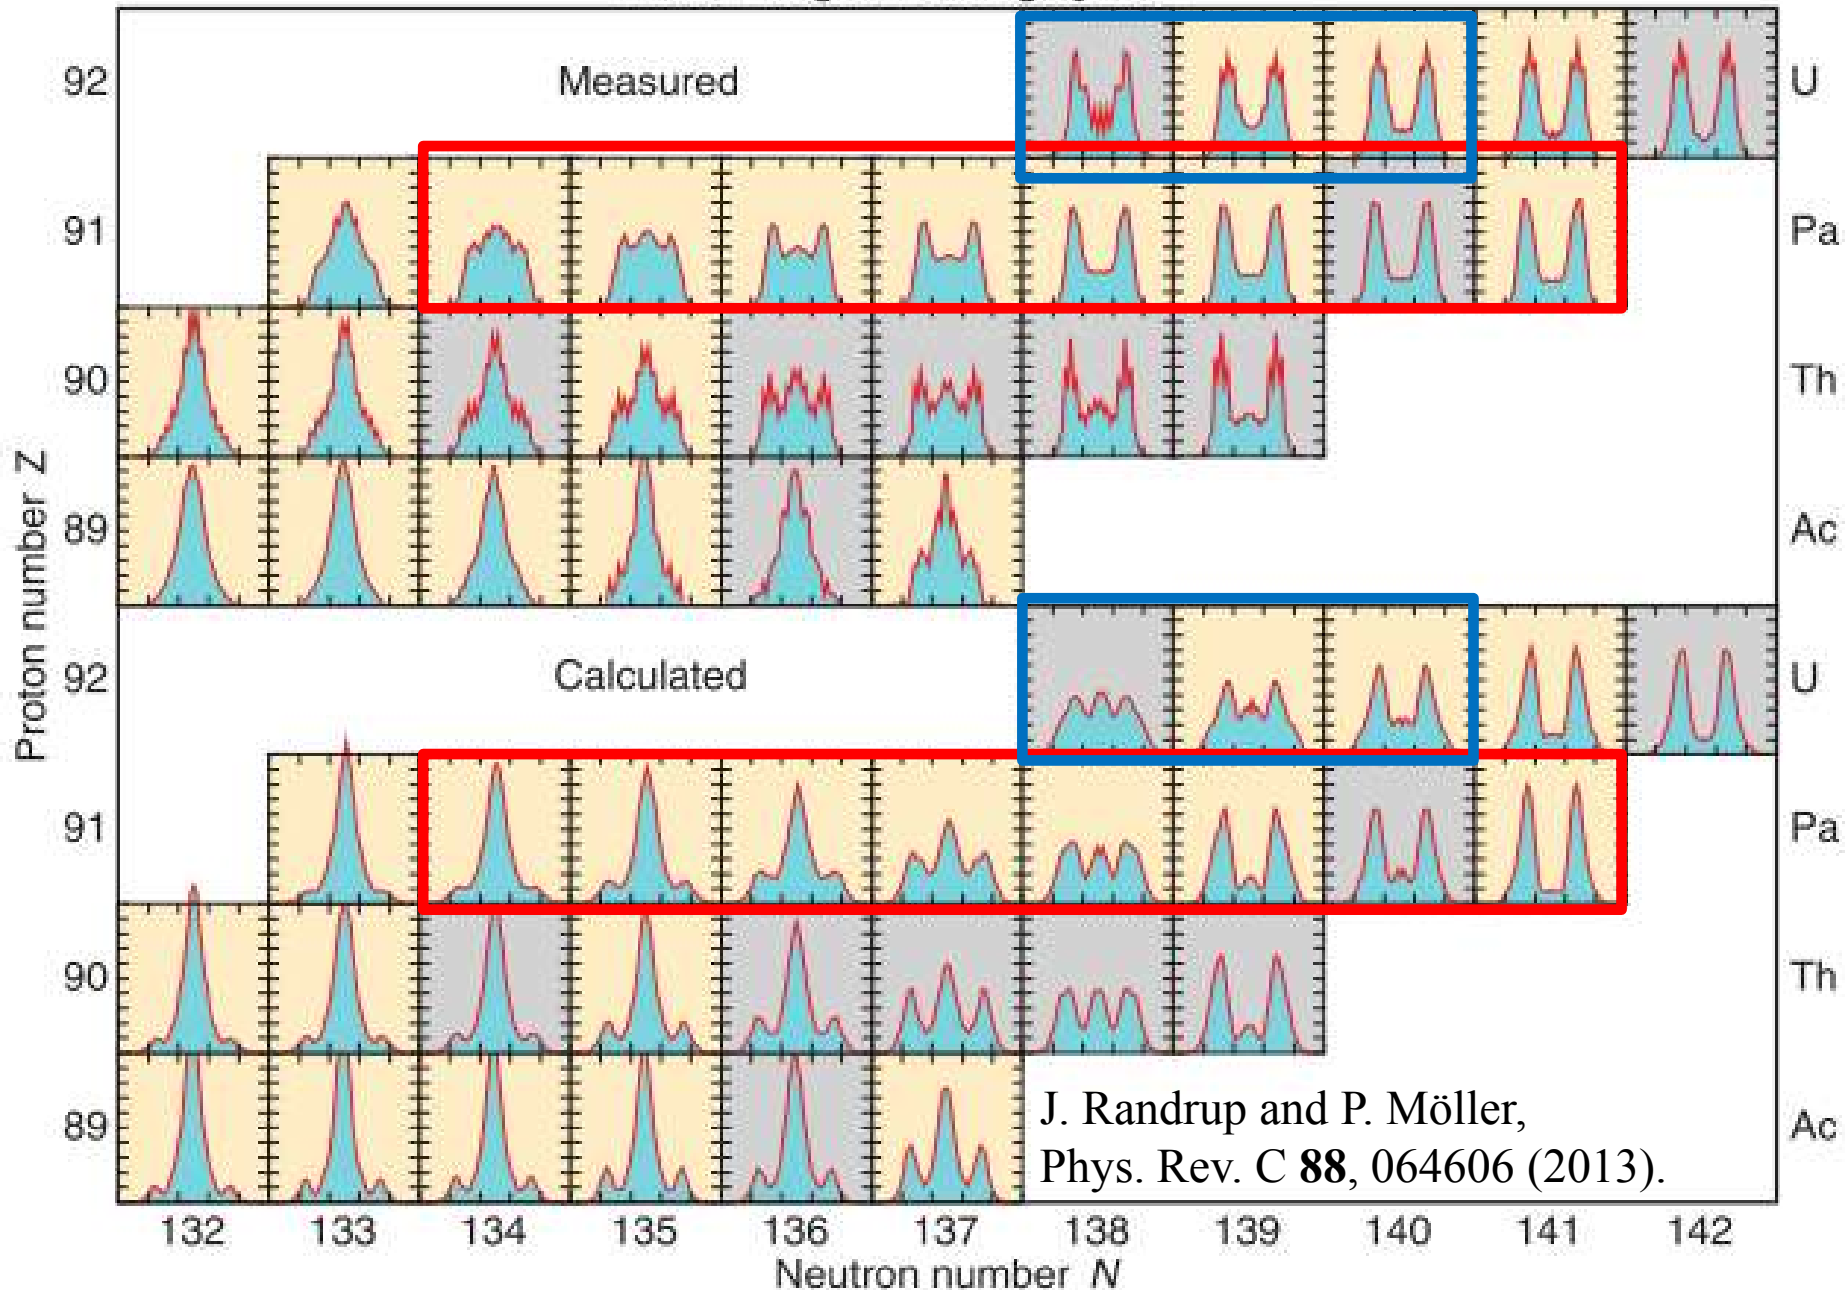 Measured
92
U
91
Pa
90
Th
89
Ac
Calculated
92
U
91
Pa
90
Th
89
Ac
Proton number Z
J. Randrup and P. Möller,
Phys. Rev. C 88, 064606 (2013).
132 133 134 135 136 137 138 139 140 141 142
Neutron number N